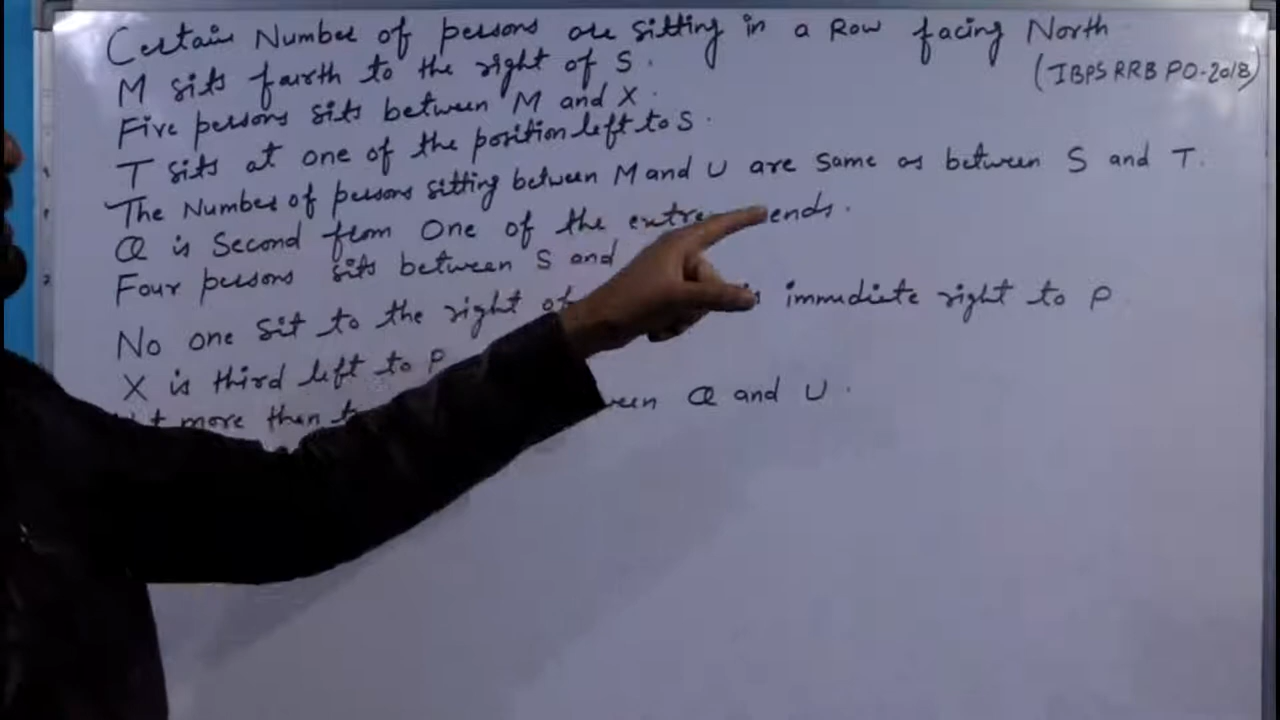 Certain Number of persons are sitting in a Row facing North
(IBPS RRB PO-2018)
M sits fourth to the right of S.
Five persons sits between M and X.
T sits at one of the position left to S.
The Number of persons sitting between M and U are same as between S and T.
Q is Second from One of the extre ends.
Four persons sits between S and
No one sit to the right of is immediate right to P
X is third left to P
more than Q and U.